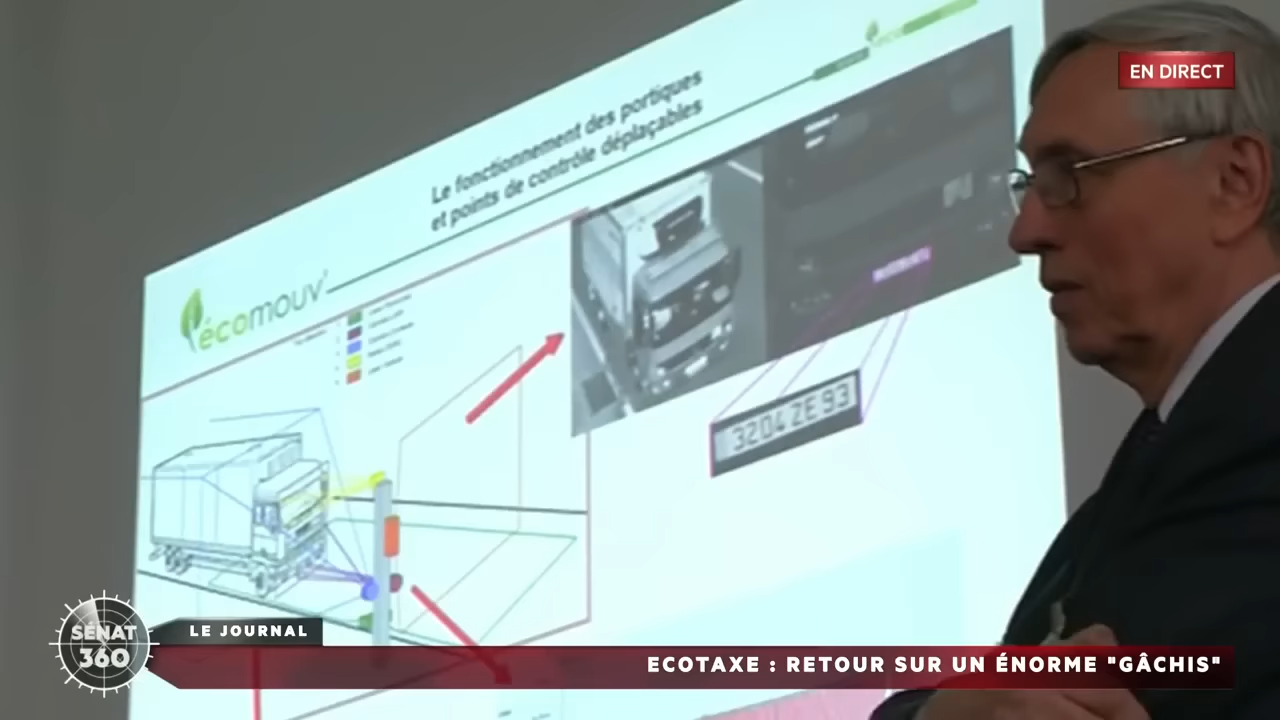 EN DIRECT
Le fonctionnement des portiques
et points de contrôle déplaçables
écomouv'
3204 ZE 93
SÉNAT
360
LE JOURNAL
ECOTAXE : RETOUR SUR UN ÉNORME "GÂCHIS"